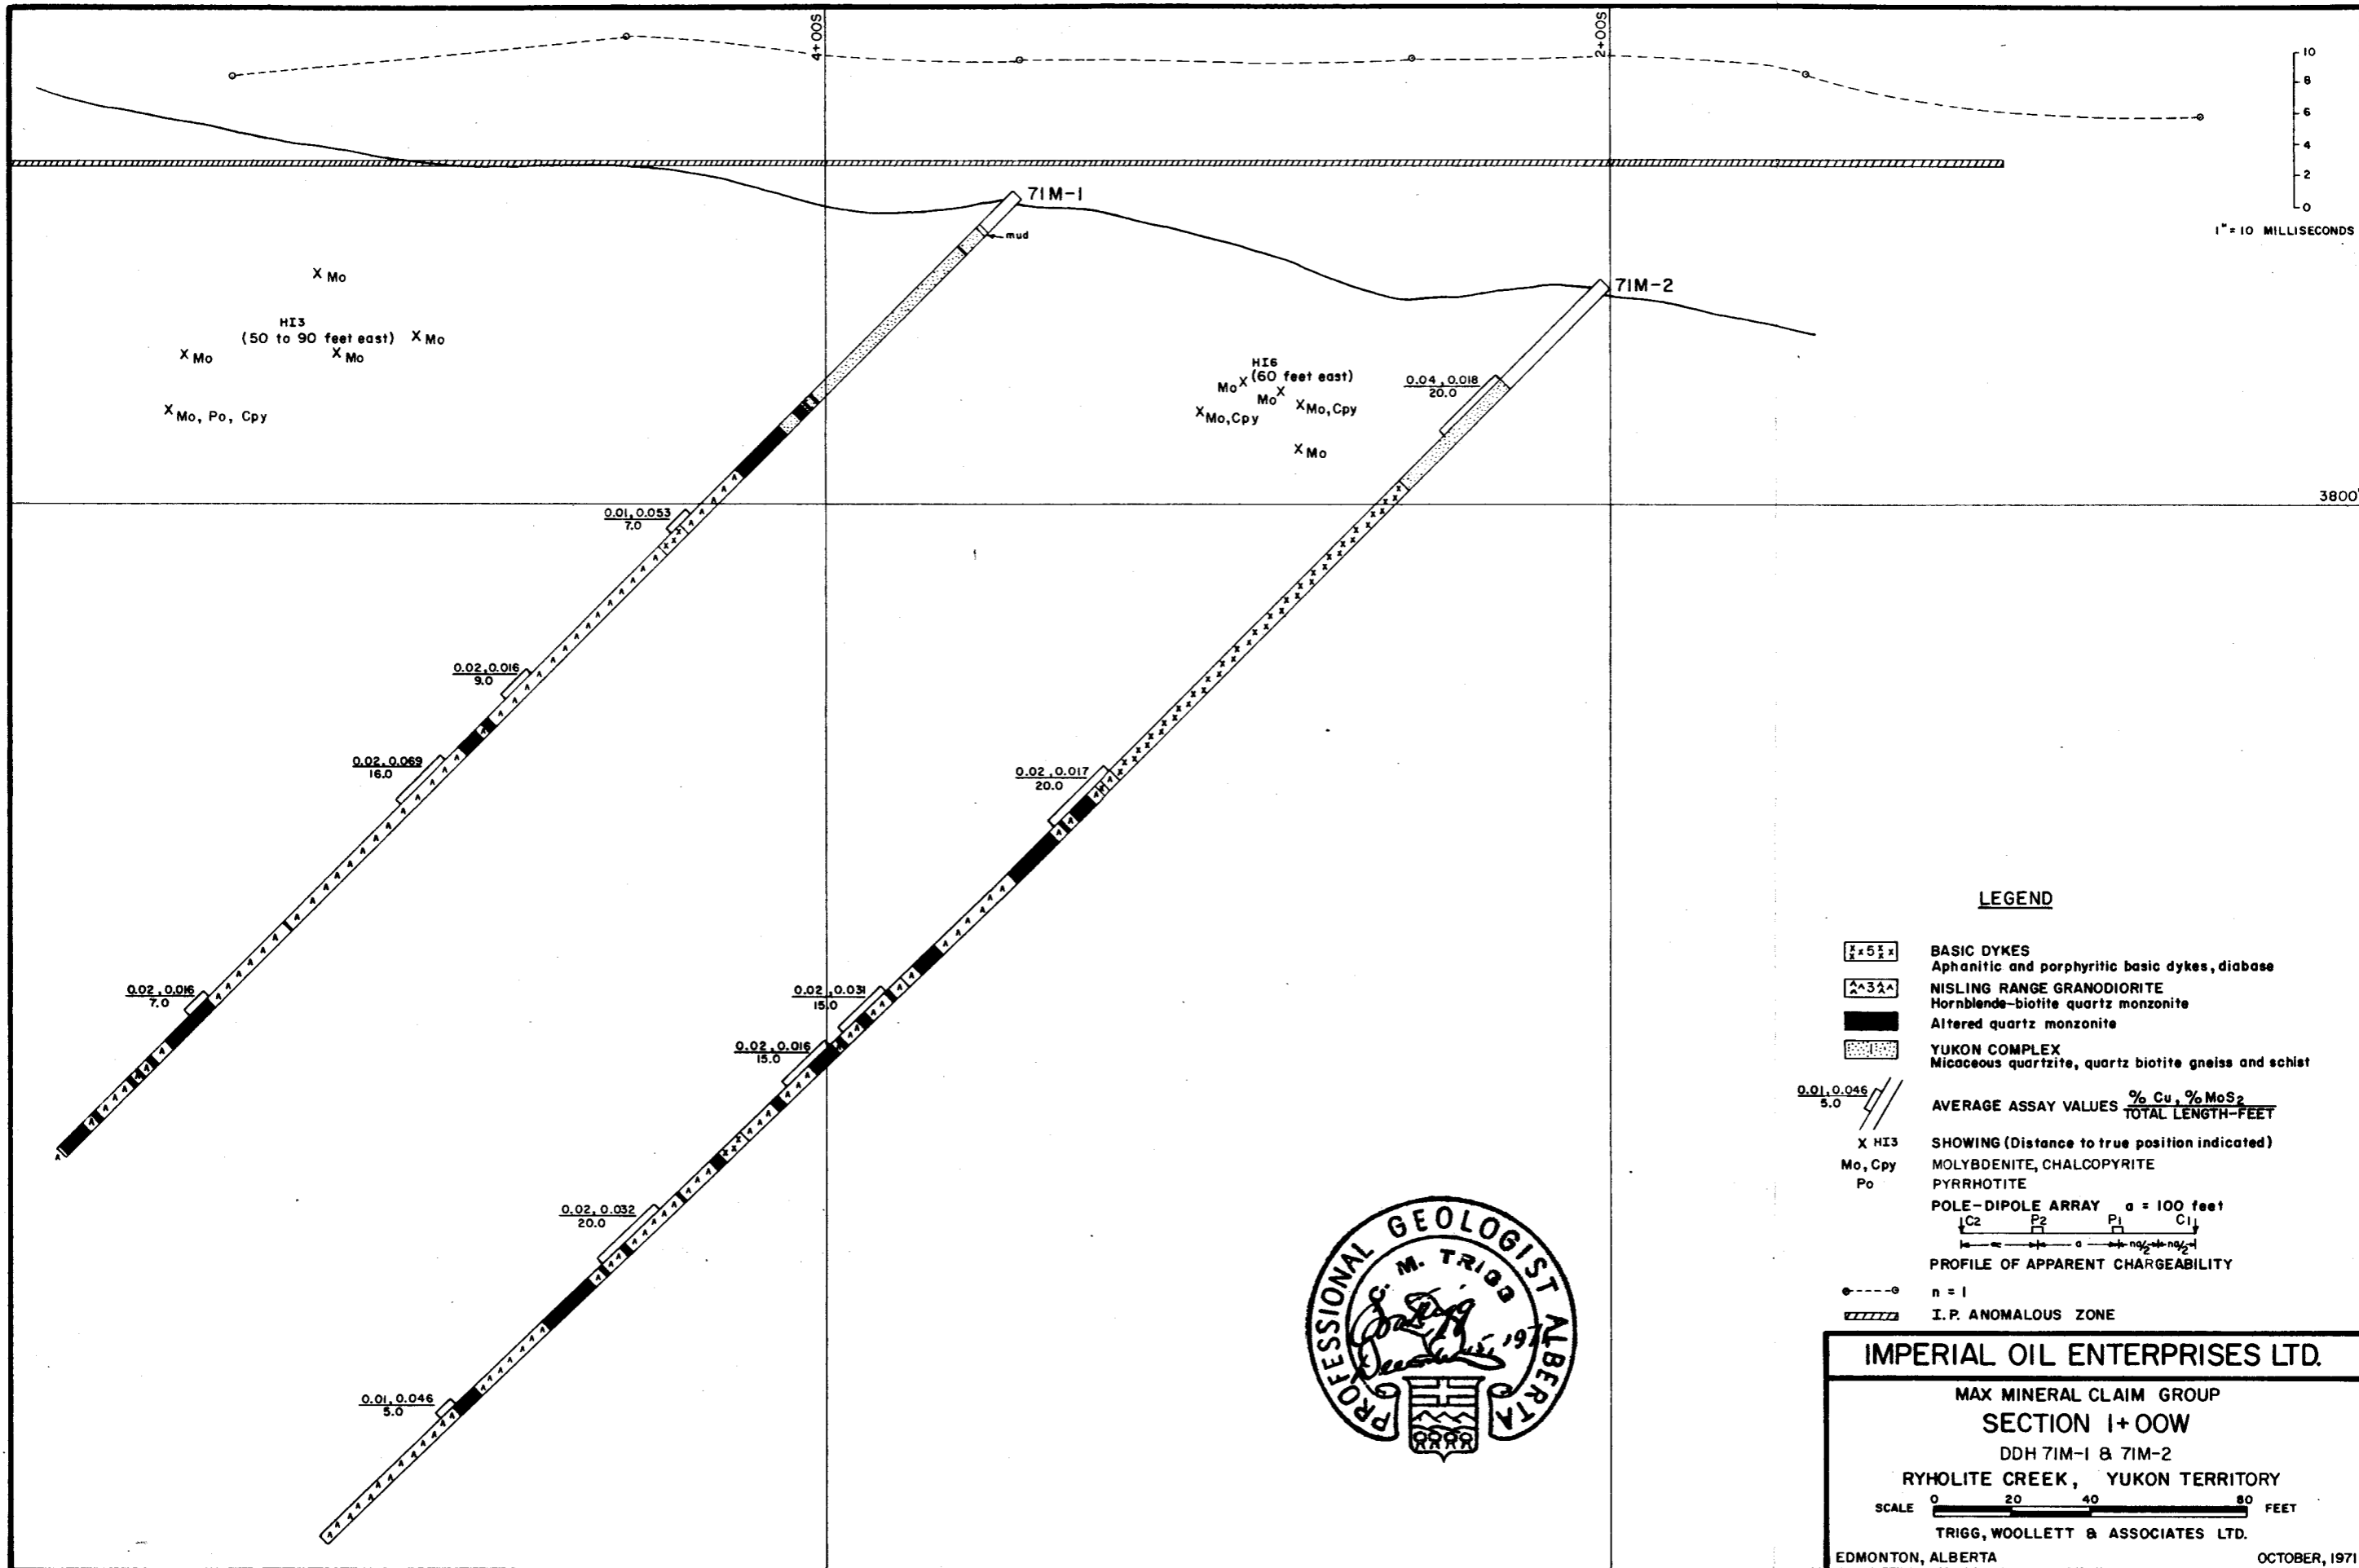 4+00S
2+00S
10
8
6
4
2
0
1" = 10 MILLISECONDS
71M-1
mud
71M-2
X Mo
HI3
(50 to 90 feet east)
X Mo
X Mo
X Mo
X Mo, Po, Cpy
HI6
(60 feet east)
Mo X
Mo X
X Mo, Cpy
X Mo, Cpy
X Mo
0.04, 0.018
20.0
3800'
0.01, 0.053
7.0
0.02, 0.016
9.0
0.02, 0.069
16.0
0.02, 0.017
20.0
0.02, 0.016
7.0
0.02, 0.031
15.0
0.02, 0.016
15.0
0.02, 0.032
20.0
0.01, 0.046
5.0
LEGEND
5
BASIC DYKES
Aphanitic and porphyritic basic dykes, diabase
3
NISLING RANGE GRANODIORITE
Hornblende-biotite quartz monzonite
Altered quartz monzonite
1
YUKON COMPLEX
Micaceous quartzite, quartz biotite gneiss and schist
0.01, 0.046
5.0
AVERAGE ASSAY VALUES % Cu, % MoS2
TOTAL LENGTH-FEET
X HI3 SHOWING (Distance to true position indicated)
Mo, Cpy MOLYBDENITE, CHALCOPYRITE
Po PYRRHOTITE
POLE-DIPOLE ARRAY a = 100 feet
C2 P2 P1 C1
∞ a na/2 na/2
PROFILE OF APPARENT CHARGEABILITY
n = 1
I.P. ANOMALOUS ZONE
PROFESSIONAL GEOLOGIST ALBERTA
C. M. TRIGG
IMPERIAL OIL ENTERPRISES LTD.
MAX MINERAL CLAIM GROUP
SECTION 1+00W
DDH 71M-1 & 71M-2
RYHOLITE CREEK, YUKON TERRITORY
SCALE 0 20 40 80 FEET
TRIGG, WOOLLETT & ASSOCIATES LTD.
EDMONTON, ALBERTA OCTOBER, 1971